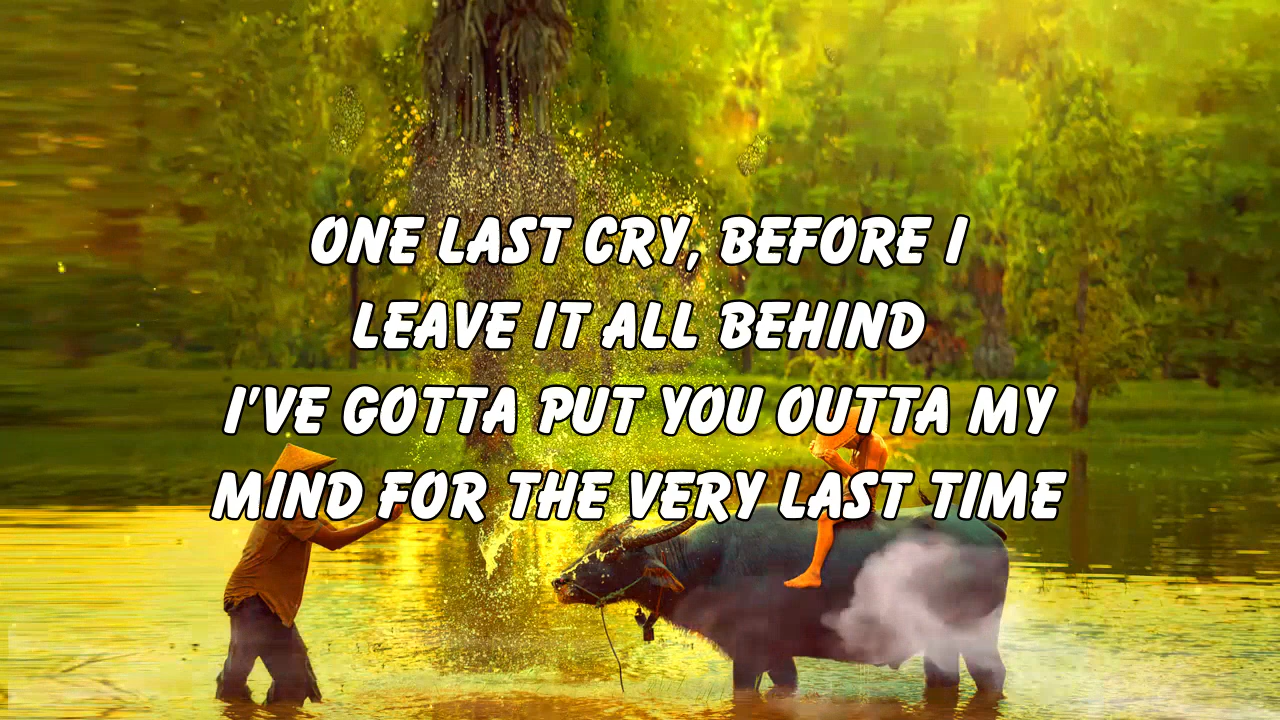 ONE LAST CRY, BEFORE I
LEAVE IT ALL BEHIND
I'VE GOTTA PUT YOU OUTTA MY
MIND FOR THE VERY LAST TIME